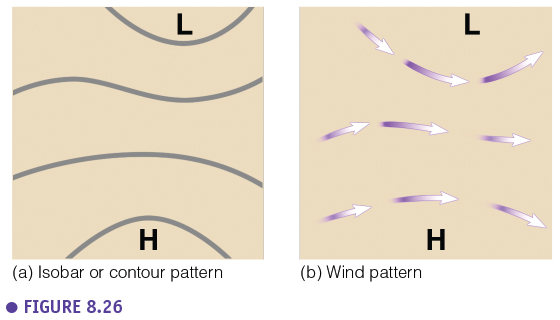 L
L
H
H
(a) Isobar or contour pattern
(b) Wind pattern
● FIGURE 8.26